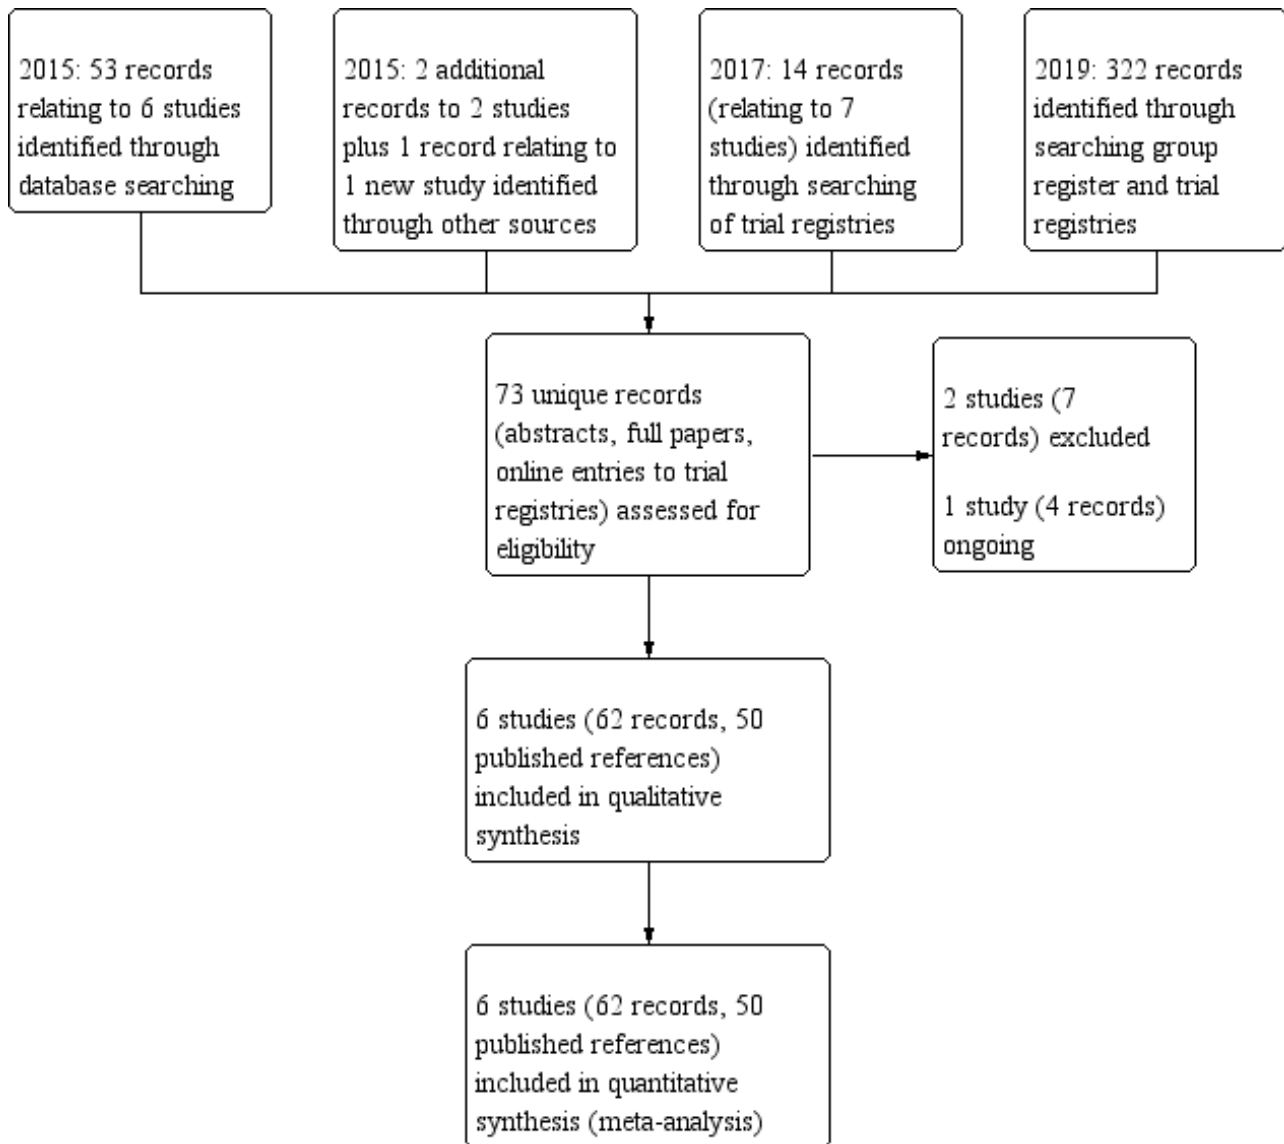 2015: 53 records
relating to 6 studies
identified through
database searching
2015: 2 additional
records to 2 studies
plus 1 record relating to
1 new study identified
through other sources
2017: 14 records
(relating to 7
studies) identified
through searching
of trial registries
2019: 322 records
identified through
searching group
register and trial
registries
73 unique records
(abstracts, full papers,
online entries to trial
registries) assessed for
eligibility
2 studies (7
records) excluded
1 study (4 records)
ongoing
6 studies (62 records, 50
published references)
included in qualitative
synthesis
6 studies (62 records, 50
published references)
included in quantitative
synthesis (meta-analysis)